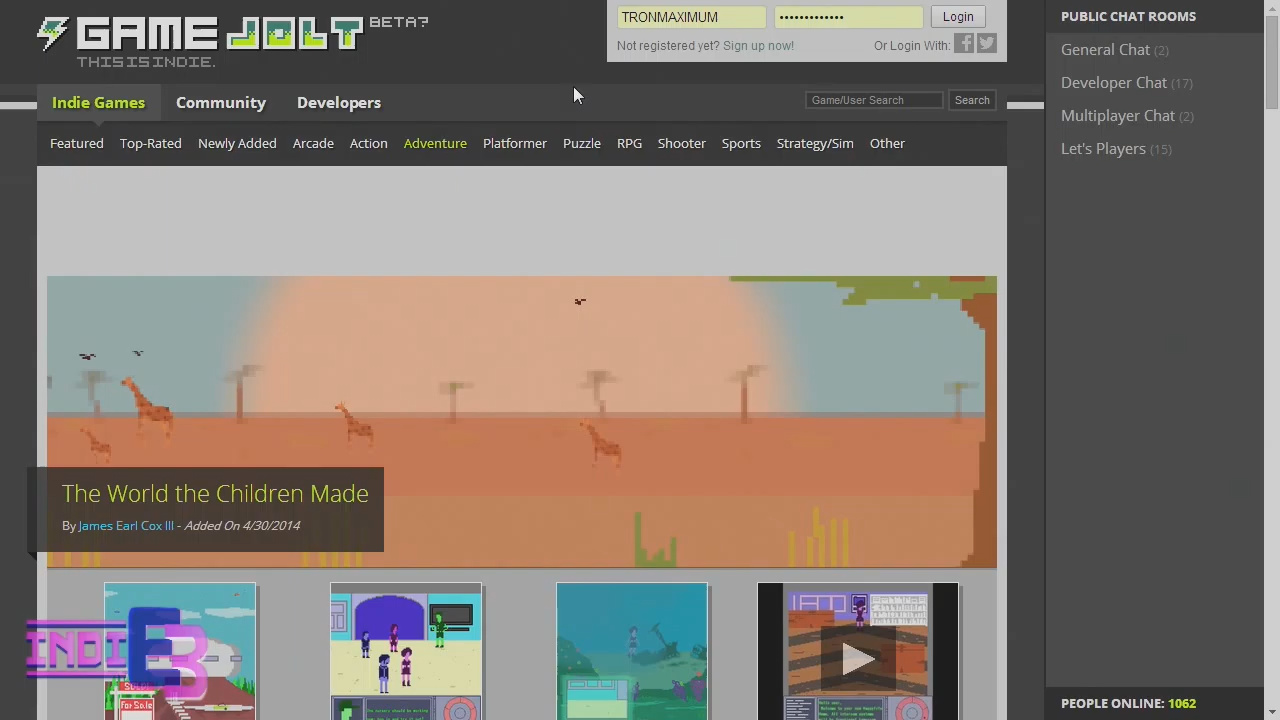 GAME JOLT BETA?
THIS IS INDIE.
TRONMAXIMUM
•••••••••••••
Login
Not registered yet? Sign up now!
Or Login With:
Indie Games
Community
Developers
Game/User Search
Search
Featured
Top-Rated
Newly Added
Arcade
Action
Adventure
Platformer
Puzzle
RPG
Shooter
Sports
Strategy/Sim
Other
The World the Children Made
By James Earl Cox III - Added On 4/30/2014
INDI E3
For Sale
PUBLIC CHAT ROOMS
General Chat (2)
Developer Chat (17)
Multiplayer Chat (2)
Let's Players (15)
PEOPLE ONLINE: 1062